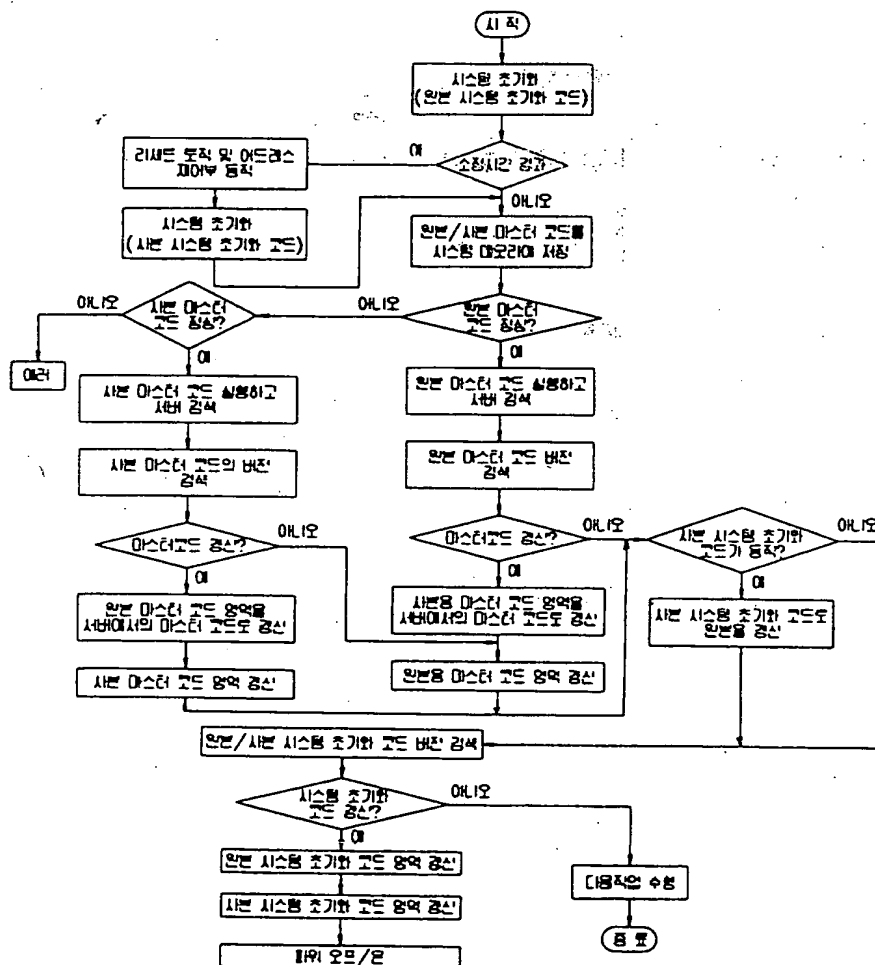 시 작
시스템 초기화
(원본 시스템 초기화 코드)
소정시간 경과
예
아니오
리세트 로직 및 어드레스
제어부 동작
시스템 초기화
(사본 시스템 초기화 코드)
원본/사본 마스터 코드를
시스템 메모리에 저장
원본 마스터
코드 정상?
아니오
예
사본 마스터
코드 정상?
아니오
예
에러
사본 마스터 코드 실행하고
서버 검색
원본 마스터 코드 실행하고
서버 검색
사본 마스터 코드의 버전
검색
원본 마스터 코드 버전
검색
마스터코드 갱신?
아니오
예
마스터코드 갱신?
아니오
예
사본 시스템 초기화
코드가 동작?
아니오
예
원본 마스터 코드 영역을
서버에서의 마스터 코드로 갱신
사본용 마스터 코드 영역을
서버에서의 마스터 코드로 갱신
사본 시스템 초기화 코드로
원본을 갱신
사본 마스터 코드 영역 갱신
원본용 마스터 코드 영역 갱신
원본/사본 시스템 초기화 코드 버전 검색
시스템 초기화
코드 갱신?
아니오
예
원본 시스템 초기화 코드 영역 갱신
사본 시스템 초기화 코드 영역 갱신
파워 오프/온
다음작업 수행
종 료